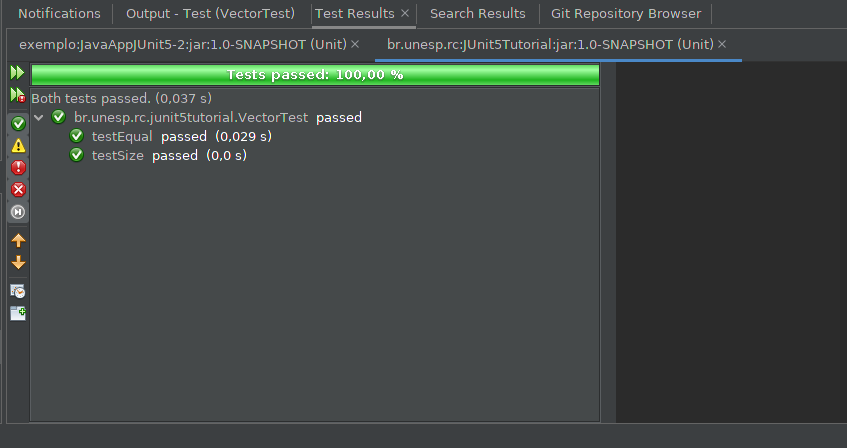 Notifications Output - Test (VectorTest) Test Results Search Results Git Repository Browser
exemplo:JavaAppJUnit5-2:jar:1.0-SNAPSHOT (Unit) br.unesp.rc:JUnit5Tutorial:jar:1.0-SNAPSHOT (Unit)
Tests passed: 100,00 %
Both tests passed. (0,037 s)
br.unesp.rc.junit5tutorial.VectorTest passed
testEqual passed (0,029 s)
testSize passed (0,0 s)